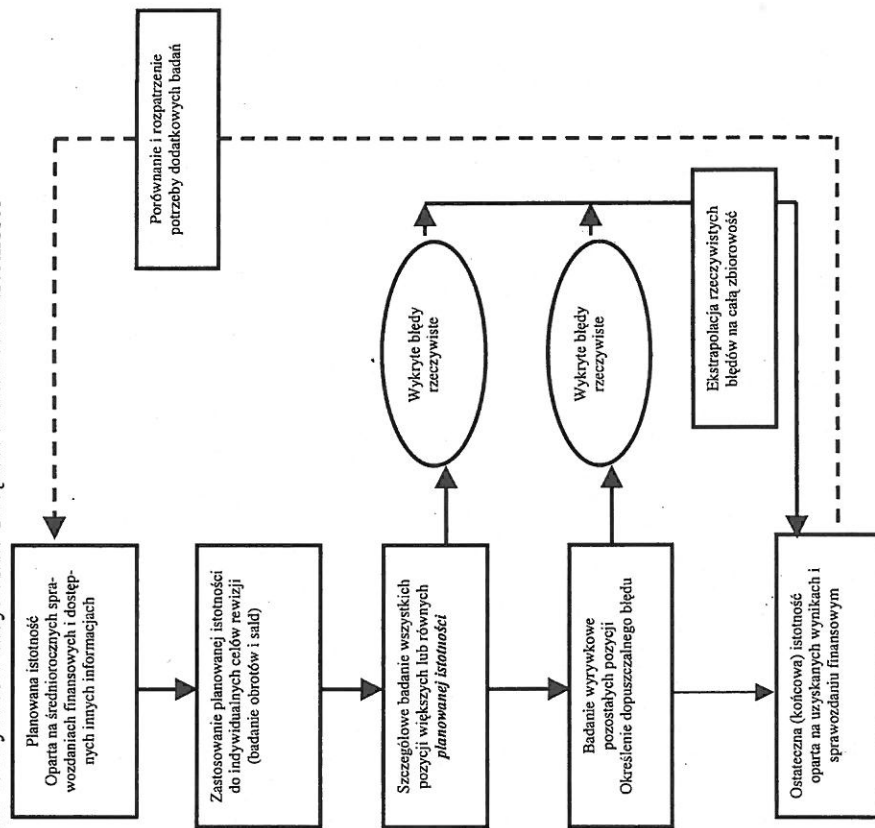 Planowana istotność
Oparta na średniorocznych spra-
wozdaniach finansowych i dostęp-
nych innych informacjach
Porównanie i rozpatrzenie
potrzeby dodatkowych badań
Zastosowanie planowanej istotności
do indywidualnych celów rewizji
(badanie obrotów i sald)
Szczegółowe badanie wszystkich
pozycji większych lub równych
planowanej istotności
Wykryte błędy
rzeczywiste
Badanie wyrywkowe
pozostałych pozycji
Określenie dopuszczalnego błędu
Wykryte błędy
rzeczywiste
Ekstrapolacja rzeczywistych
błędów na całą zbiorowość
Ostateczna (końcowa) istotność
oparta na uzyskanych wynikach i
sprawozdaniu finansowym